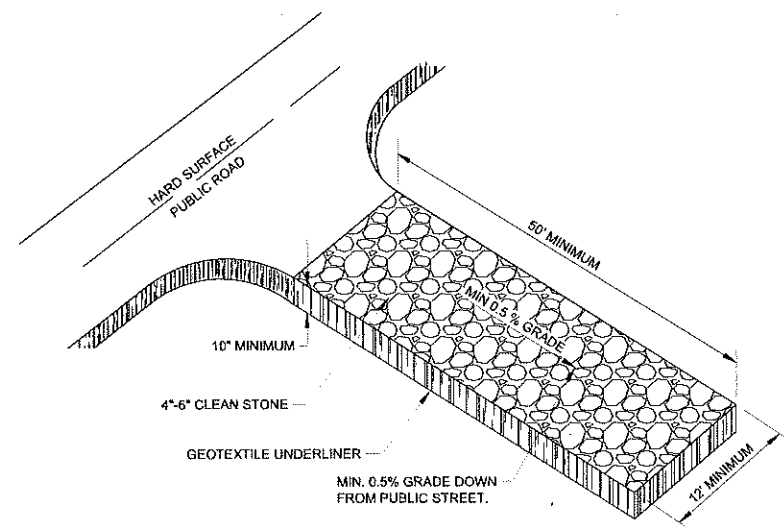 HARD SURFACE
PUBLIC ROAD
50' MINIMUM
MIN 0.5 % GRADE
10" MINIMUM
4"-6" CLEAN STONE
GEOTEXTILE UNDERLINER
MIN. 0.5% GRADE DOWN
FROM PUBLIC STREET.
12' MINIMUM